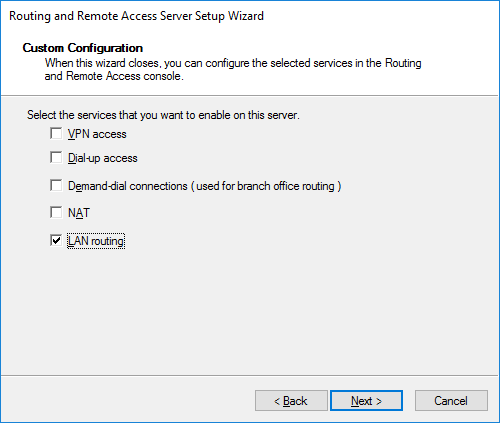 Routing and Remote Access Server Setup Wizard
Custom Configuration
When this wizard closes, you can configure the selected services in the Routing
and Remote Access console.
Select the services that you want to enable on this server.
VPN access
Dial-up access
Demand-dial connections ( used for branch office routing )
NAT
LAN routing
< Back
Next >
Cancel